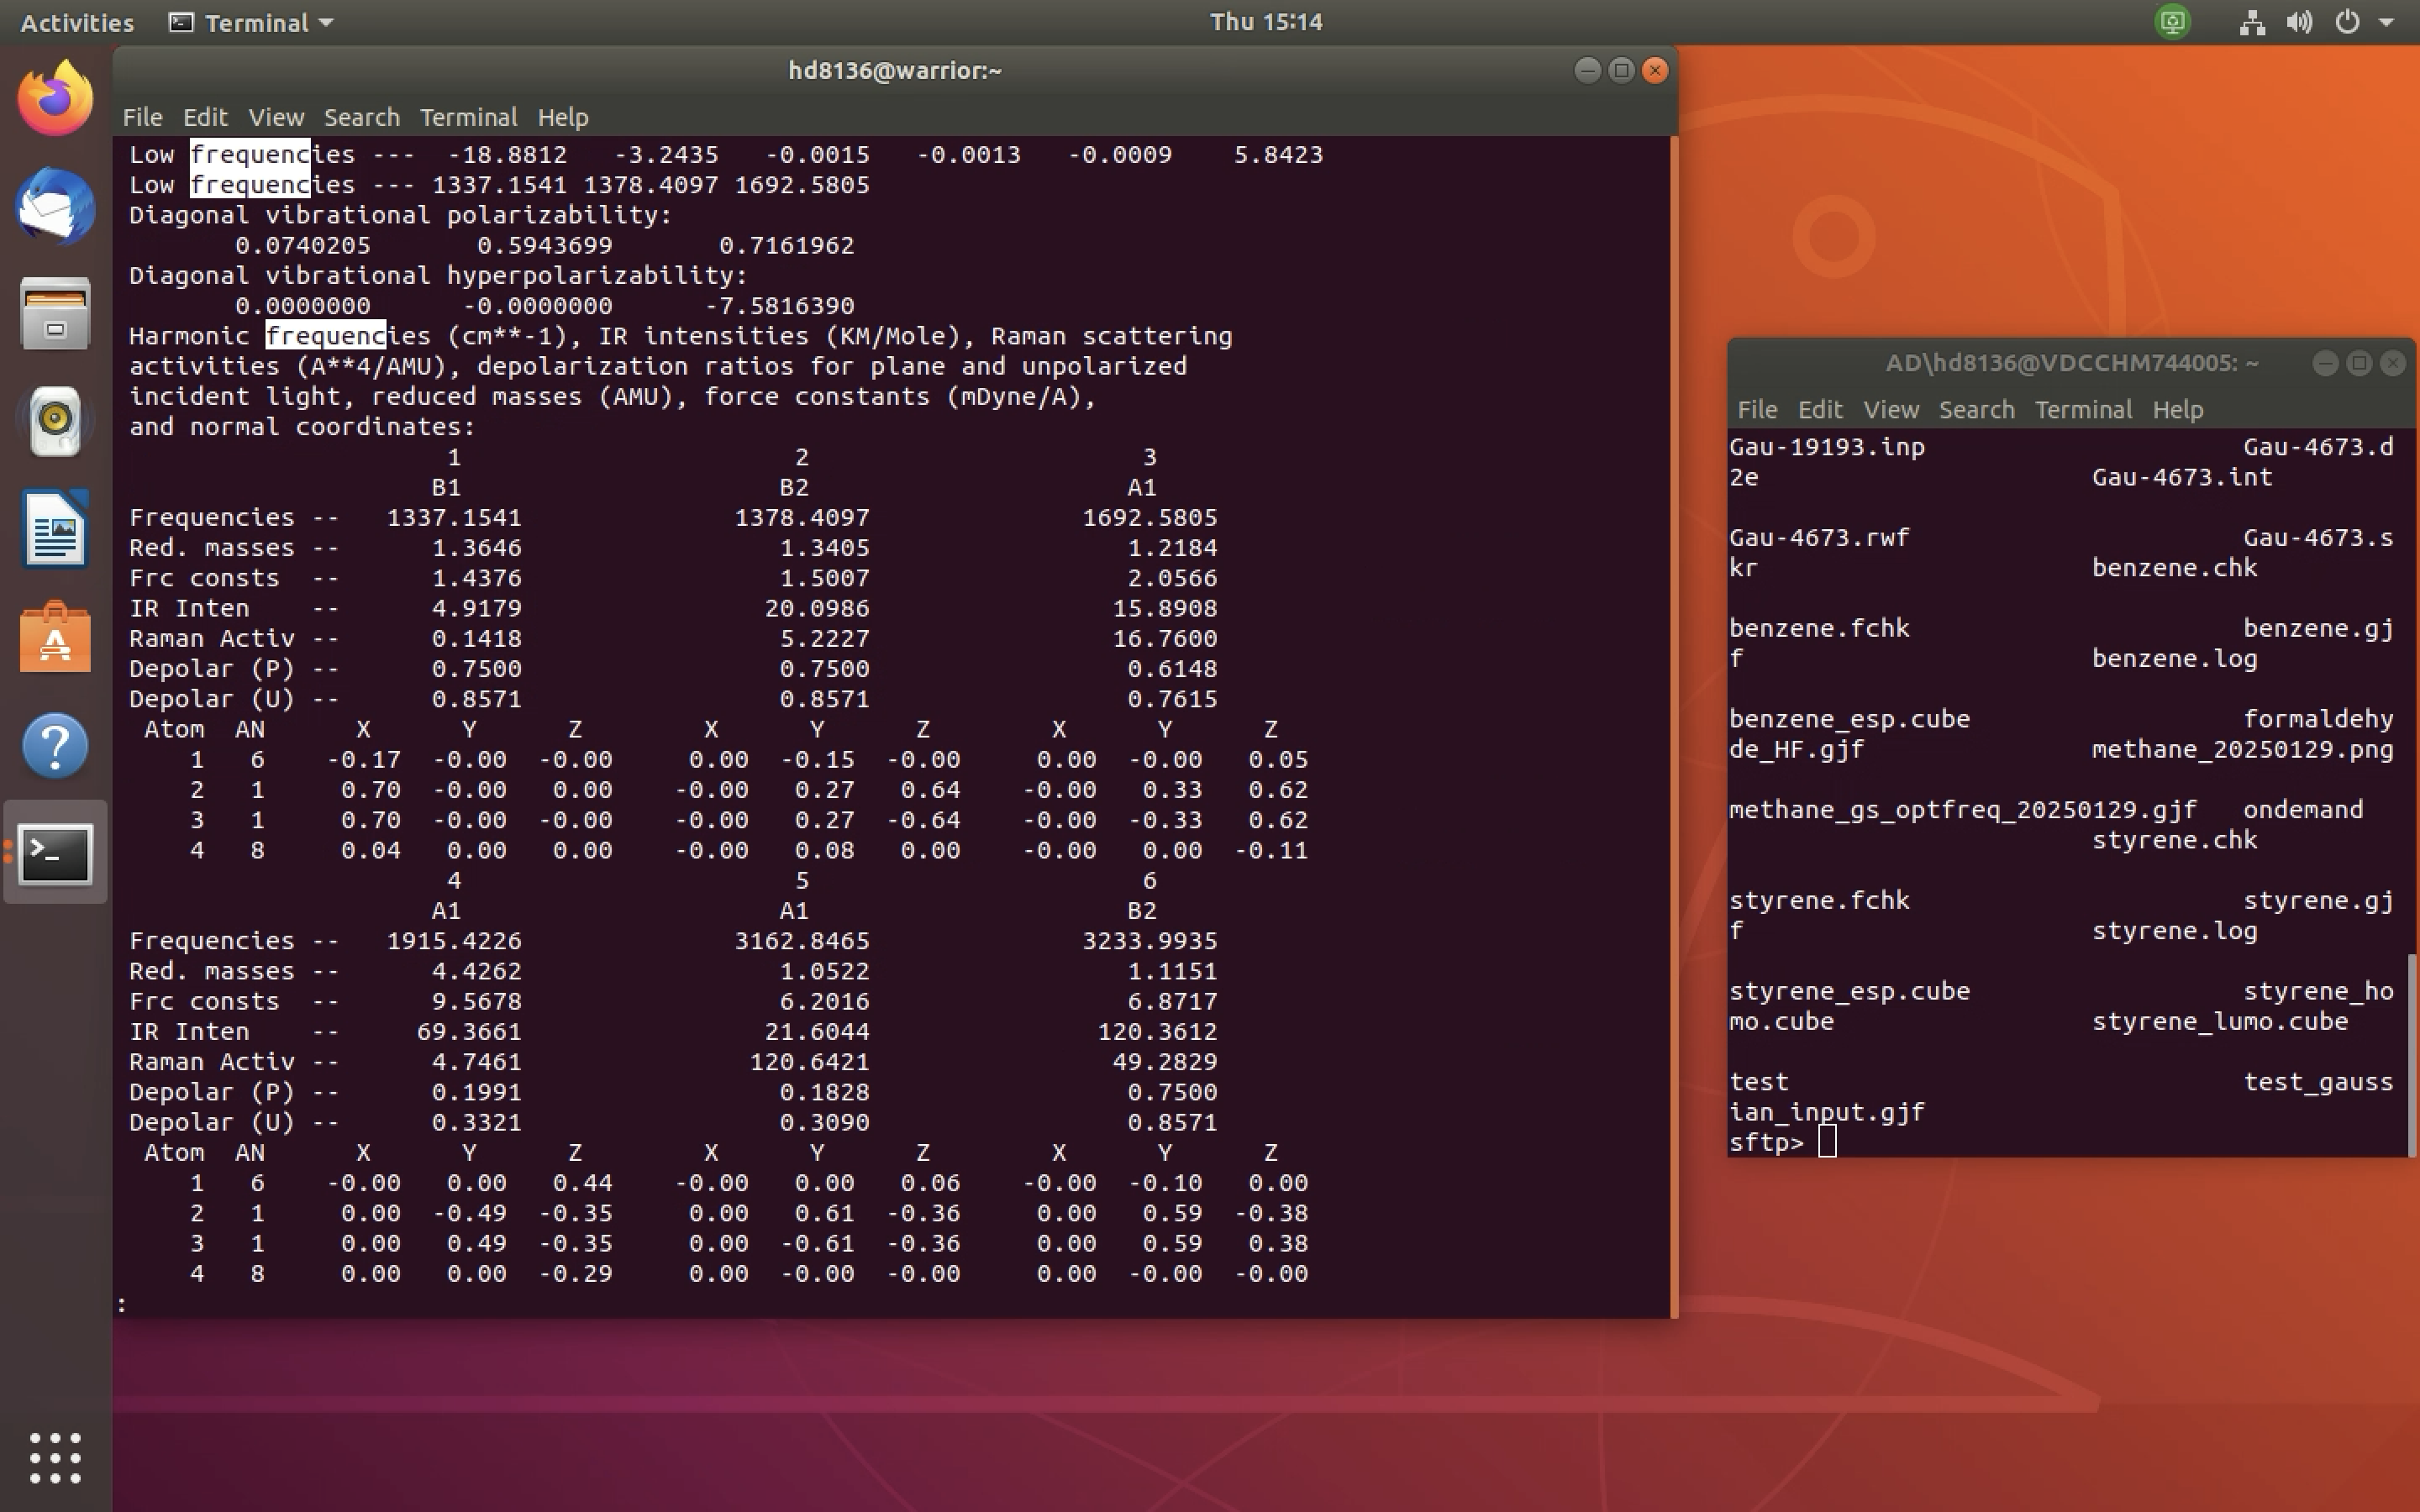 Activities Terminal Thu 15:14
hd8136@warrior:~
File Edit View Search Terminal Help
Low frequencies --- -18.8812 -3.2435 -0.0015 -0.0013 -0.0009 5.8423
Low frequencies --- 1337.1541 1378.4097 1692.5805
Diagonal vibrational polarizability:
0.0740205 0.5943699 0.7161962
Diagonal vibrational hyperpolarizability:
0.0000000 -0.0000000 -7.5816390
Harmonic frequencies (cm**-1), IR intensities (KM/Mole), Raman scattering
activities (A**4/AMU), depolarization ratios for plane and unpolarized
incident light, reduced masses (AMU), force constants (mDyne/A),
and normal coordinates:
1 2 3
B1 B2 A1
Frequencies -- 1337.1541 1378.4097 1692.5805
Red. masses -- 1.3646 1.3405 1.2184
Frc consts -- 1.4376 1.5007 2.0566
IR Inten -- 4.9179 20.0986 15.8908
Raman Activ -- 0.1418 5.2227 16.7600
Depolar (P) -- 0.7500 0.7500 0.6148
Depolar (U) -- 0.8571 0.8571 0.7615
Atom AN X Y Z X Y Z X Y Z
1 6 -0.17 -0.00 -0.00 0.00 -0.15 -0.00 0.00 -0.00 0.05
2 1 0.70 -0.00 0.00 -0.00 0.27 0.64 -0.00 0.33 0.62
3 1 0.70 -0.00 -0.00 -0.00 0.27 -0.64 -0.00 -0.33 0.62
4 8 0.04 0.00 0.00 -0.00 0.08 0.00 -0.00 0.00 -0.11
4 5 6
A1 A1 B2
Frequencies -- 1915.4226 3162.8465 3233.9935
Red. masses -- 4.4262 1.0522 1.1151
Frc consts -- 9.5678 6.2016 6.8717
IR Inten -- 69.3661 21.6044 120.3612
Raman Activ -- 4.7461 120.6421 49.2829
Depolar (P) -- 0.1991 0.1828 0.7500
Depolar (U) -- 0.3321 0.3090 0.8571
Atom AN X Y Z X Y Z X Y Z
1 6 -0.00 0.00 0.44 -0.00 0.00 0.06 -0.00 -0.10 0.00
2 1 0.00 -0.49 -0.35 0.00 0.61 -0.36 0.00 0.59 -0.38
3 1 0.00 0.49 -0.35 0.00 -0.61 -0.36 0.00 0.59 0.38
4 8 0.00 0.00 -0.29 0.00 -0.00 -0.00 0.00 -0.00 -0.00
:
AD\hd8136@VDCCHM744005: ~
File Edit View Search Terminal Help
Gau-19193.inp Gau-4673.d
2e Gau-4673.int
Gau-4673.rwf Gau-4673.s
kr benzene.chk
benzene.fchk benzene.gj
f benzene.log
benzene_esp.cube formaldehy
de_HF.gjf methane_20250129.png
methane_gs_optfreq_20250129.gjf ondemand
styrene.chk
styrene.fchk styrene.gj
f styrene.log
styrene_esp.cube styrene_ho
mo.cube styrene_lumo.cube
test test_gauss
ian_input.gjf
sftp>